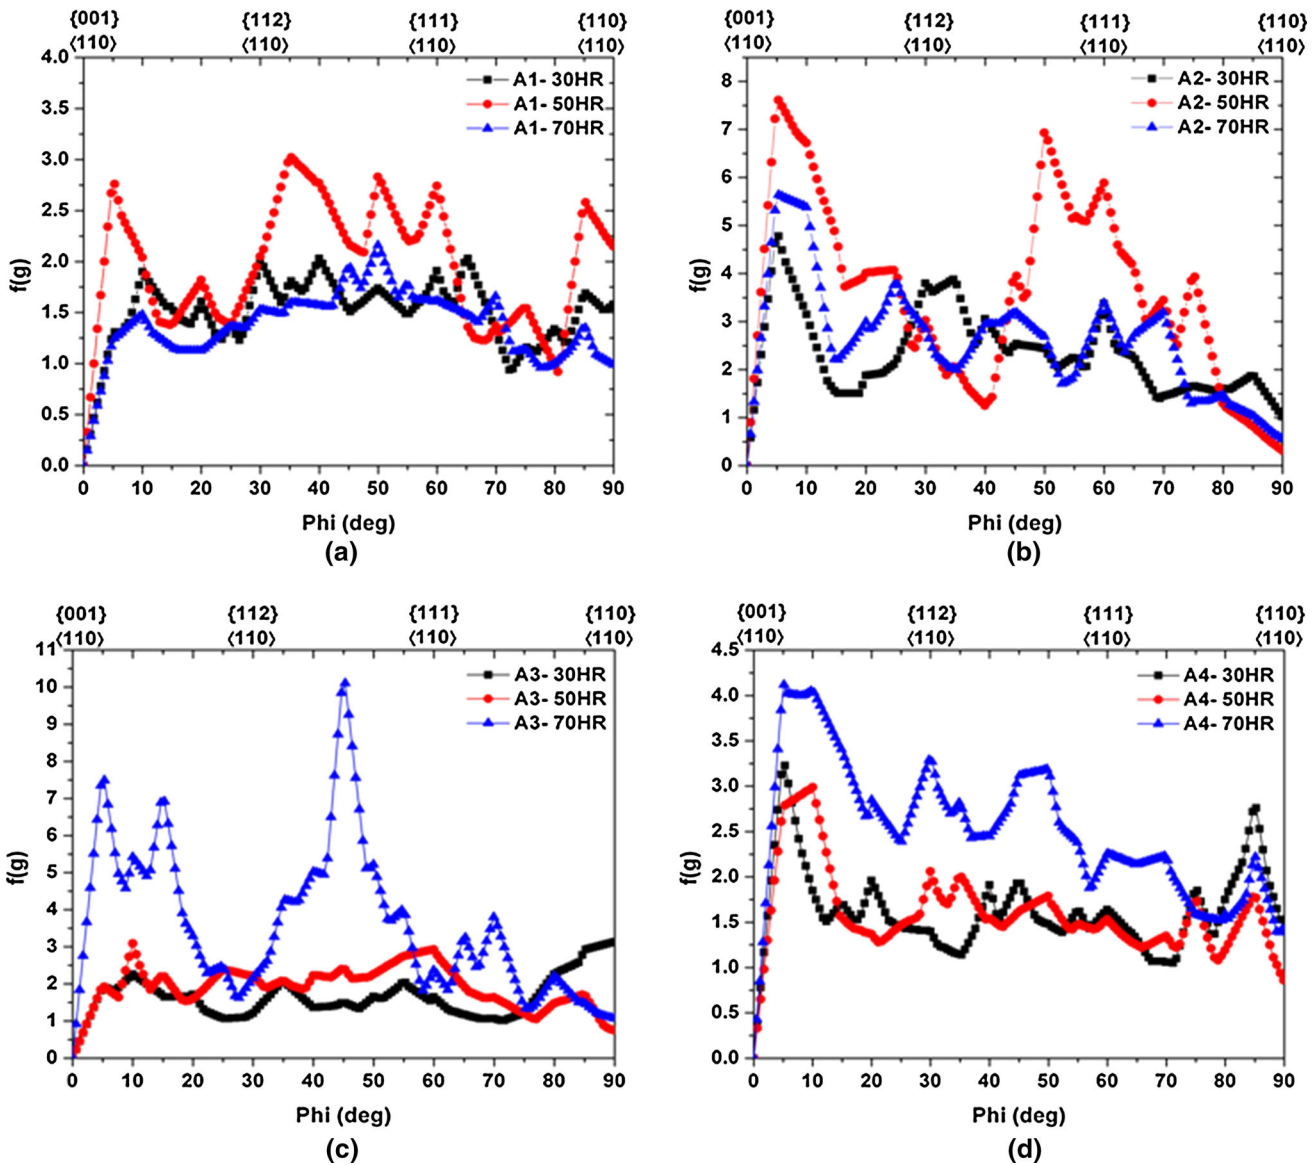 {001} {112} {111} {110}
⟨110⟩ ⟨110⟩ ⟨110⟩ ⟨110⟩
4.0
3.5
3.0
2.5
2.0
1.5
1.0
0.5
0.0
f(g)
A1- 30HR
A1- 50HR
A1- 70HR
0 10 20 30 40 50 60 70 80 90
Phi (deg)
(a)
{001} {112} {111} {110}
⟨110⟩ ⟨110⟩ ⟨110⟩ ⟨110⟩
8
7
6
5
4
3
2
1
0
f(g)
A2- 30HR
A2- 50HR
A2- 70HR
0 10 20 30 40 50 60 70 80 90
Phi (deg)
(b)
{001} {112} {111} {110}
⟨110⟩ ⟨110⟩ ⟨110⟩ ⟨110⟩
11
10
9
8
7
6
5
4
3
2
1
0
f(g)
A3- 30HR
A3- 50HR
A3- 70HR
0 10 20 30 40 50 60 70 80 90
Phi (deg)
(c)
{001} {112} {111} {110}
⟨110⟩ ⟨110⟩ ⟨110⟩ ⟨110⟩
4.5
4.0
3.5
3.0
2.5
2.0
1.5
1.0
0.5
0.0
f(g)
A4- 30HR
A4- 50HR
A4- 70HR
0 10 20 30 40 50 60 70 80 90
Phi (deg)
(d)